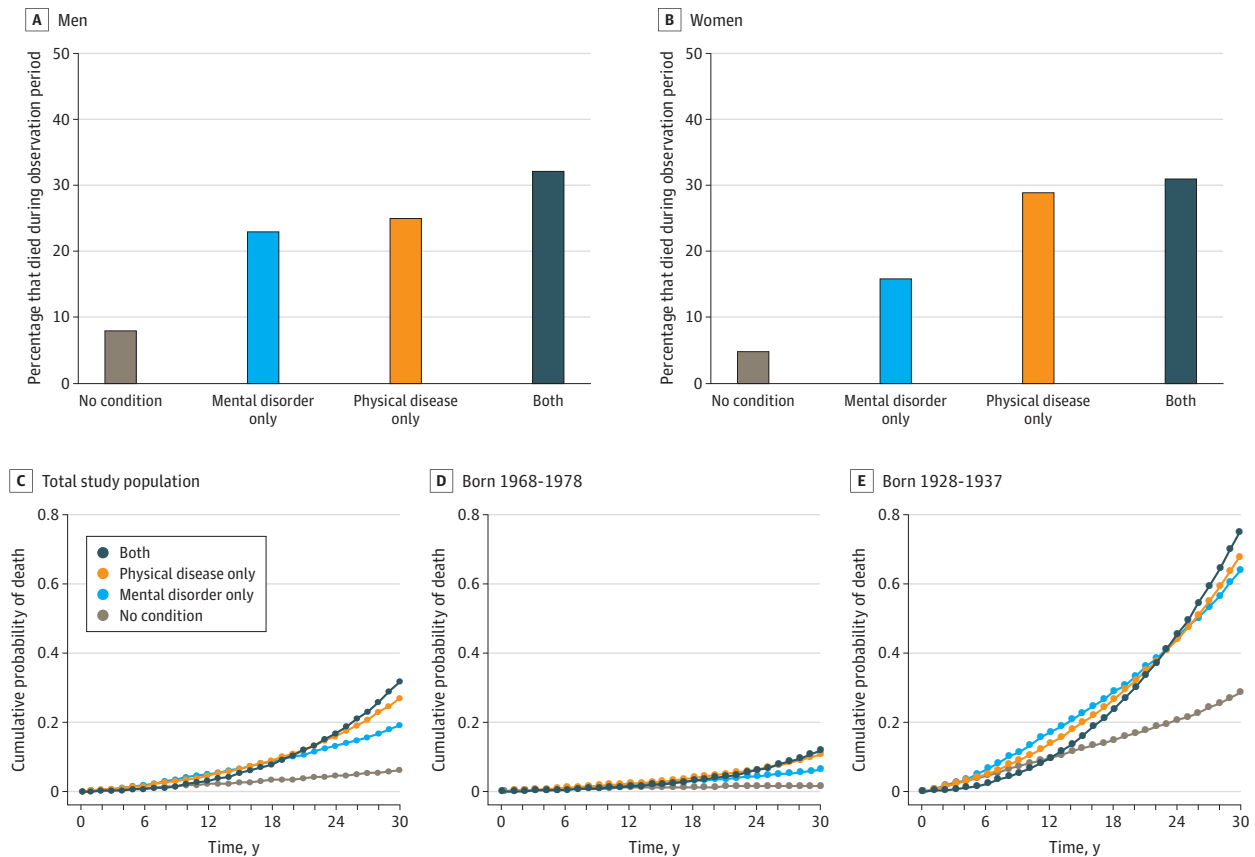 A Men
Percentage that died during observation period
50
40
30
20
10
0
No condition
Mental disorder
only
Physical disease
only
Both
B Women
Percentage that died during observation period
50
40
30
20
10
0
No condition
Mental disorder
only
Physical disease only
Both
C Total study population
Cumulative probability of death
0.8
0.6
0.4
0.2
0
Both
Physical disease only
Mental disorder only
No condition
0 6 12 18 24 30
Time, y
D Born 1968-1978
Cumulative probability of death
0.8
0.6
0.4
0.2
0
0 6 12 18 24 30
Time, y
E Born 1928-1937
Cumulative probability of death
0.8
0.6
0.4
0.2
0
0 6 12 18 24 30
Time, y